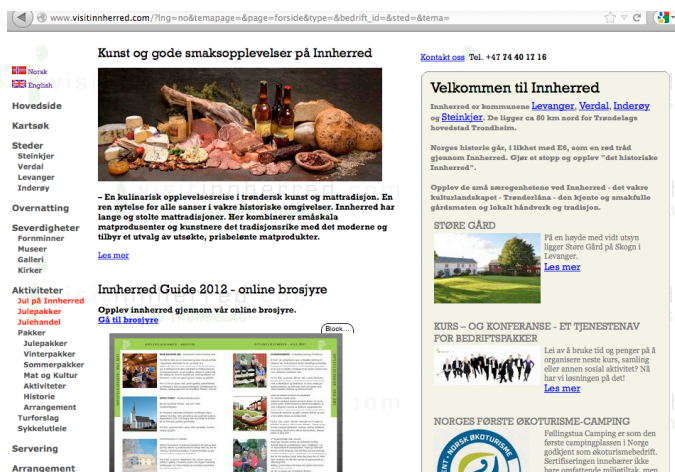 www.visitinnherred.com/?lng=no&temapage=&page=forside&type=&bedrift_id=&sted=&tema=
Norsk
English
Hovedside
Kartsøk
Steder
Steinkjer
Verdal
Levanger
Inderøy
Overnatting
Severdigheter
Fornminner
Museer
Galleri
Kirker
Aktiviteter
Jul på Innherred
Julepakker
Julehandel
Pakker
Julepakker
Vinterpakker
Sommerpakker
Mat og Kultur
Aktiviteter
Historie
Arrangement
Turforslag
Sykkelutleie
Servering
Arrangement
Kunst og gode smaksopplevelser på Innherred
– En kulinarisk opplevelsesreise i trøndersk kunst og mattradisjon. En
ren nytelse for alle sanser i vakre historiske omgivelser. Innherred har
lange og stolte mattradisjoner. Her kombinerer småskala
matprodusenter og kunstnere det tradisjonsrike med det moderne og
tilbyr et utvalg av utsøkte, prisbelønte matprodukter.
Les mer
Innherred Guide 2012 - online brosjyre
Opplev innherred gjennom vår online brosjyre.
Gå til brosjyre
Block...
Kontakt oss Tel. +47 74 40 17 16
Velkommen til Innherred
Innherred er kommunene Levanger, Verdal, Inderøy
og Steinkjer. De ligger ca 80 km nord for Trøndelags
hovedstad Trondheim.
Norges historie går, i likhet med E6, som en rød tråd
gjennom Innherred. Gjør et stopp og opplev "det historiske
Innherred".
Opplev de små særegenhetene ved Innherred - det vakre
kulturlandskapet - Trønderlåna - den kjente og smakfulle
gårdsmaten og lokalt håndverk og tradisjon.
STØRE GÅRD
På en høyde med vidt utsyn
ligger Støre Gård på Skogn i
Levanger.
Les mer
KURS – OG KONFERANSE - ET TJENESTENAV
FOR BEDRIFTSPAKKER
Lei av å bruke tid og penger på å
organisere neste kurs, samling
eller annen sosial aktivitet? Nå
har vi løsningen på det!
Les mer
NORGES FØRSTE ØKOTURISME-CAMPING
Føllingstua Camping er som den
første campingplassen i Norge
godkjent som økoturismebedrift.
Sertifiseringen innebærer ikke
NORSK ØKOTURISME